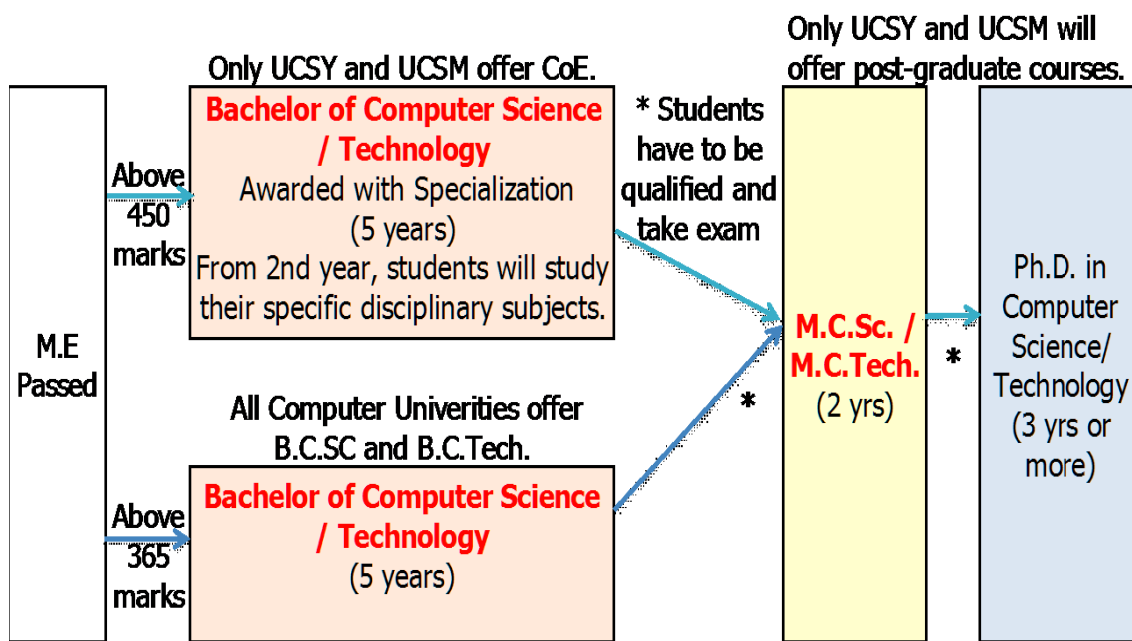 M.E
Passed
Above
450
marks
Above
365
marks
Only UCSY and UCSM offer CoE.
Bachelor of Computer Science
/ Technology
Awarded with Specialization
(5 years)
From 2nd year, students will study
their specific disciplinary subjects.
All Computer Univerities offer
B.C.SC and B.C.Tech.
Bachelor of Computer Science
/ Technology
(5 years)
* Students
have to be
qualified and
take exam
*
Only UCSY and UCSM will
offer post-graduate courses.
M.C.Sc. /
M.C.Tech.
(2 yrs)
*
Ph.D. in
Computer
Science/
Technology
(3 yrs or
more)